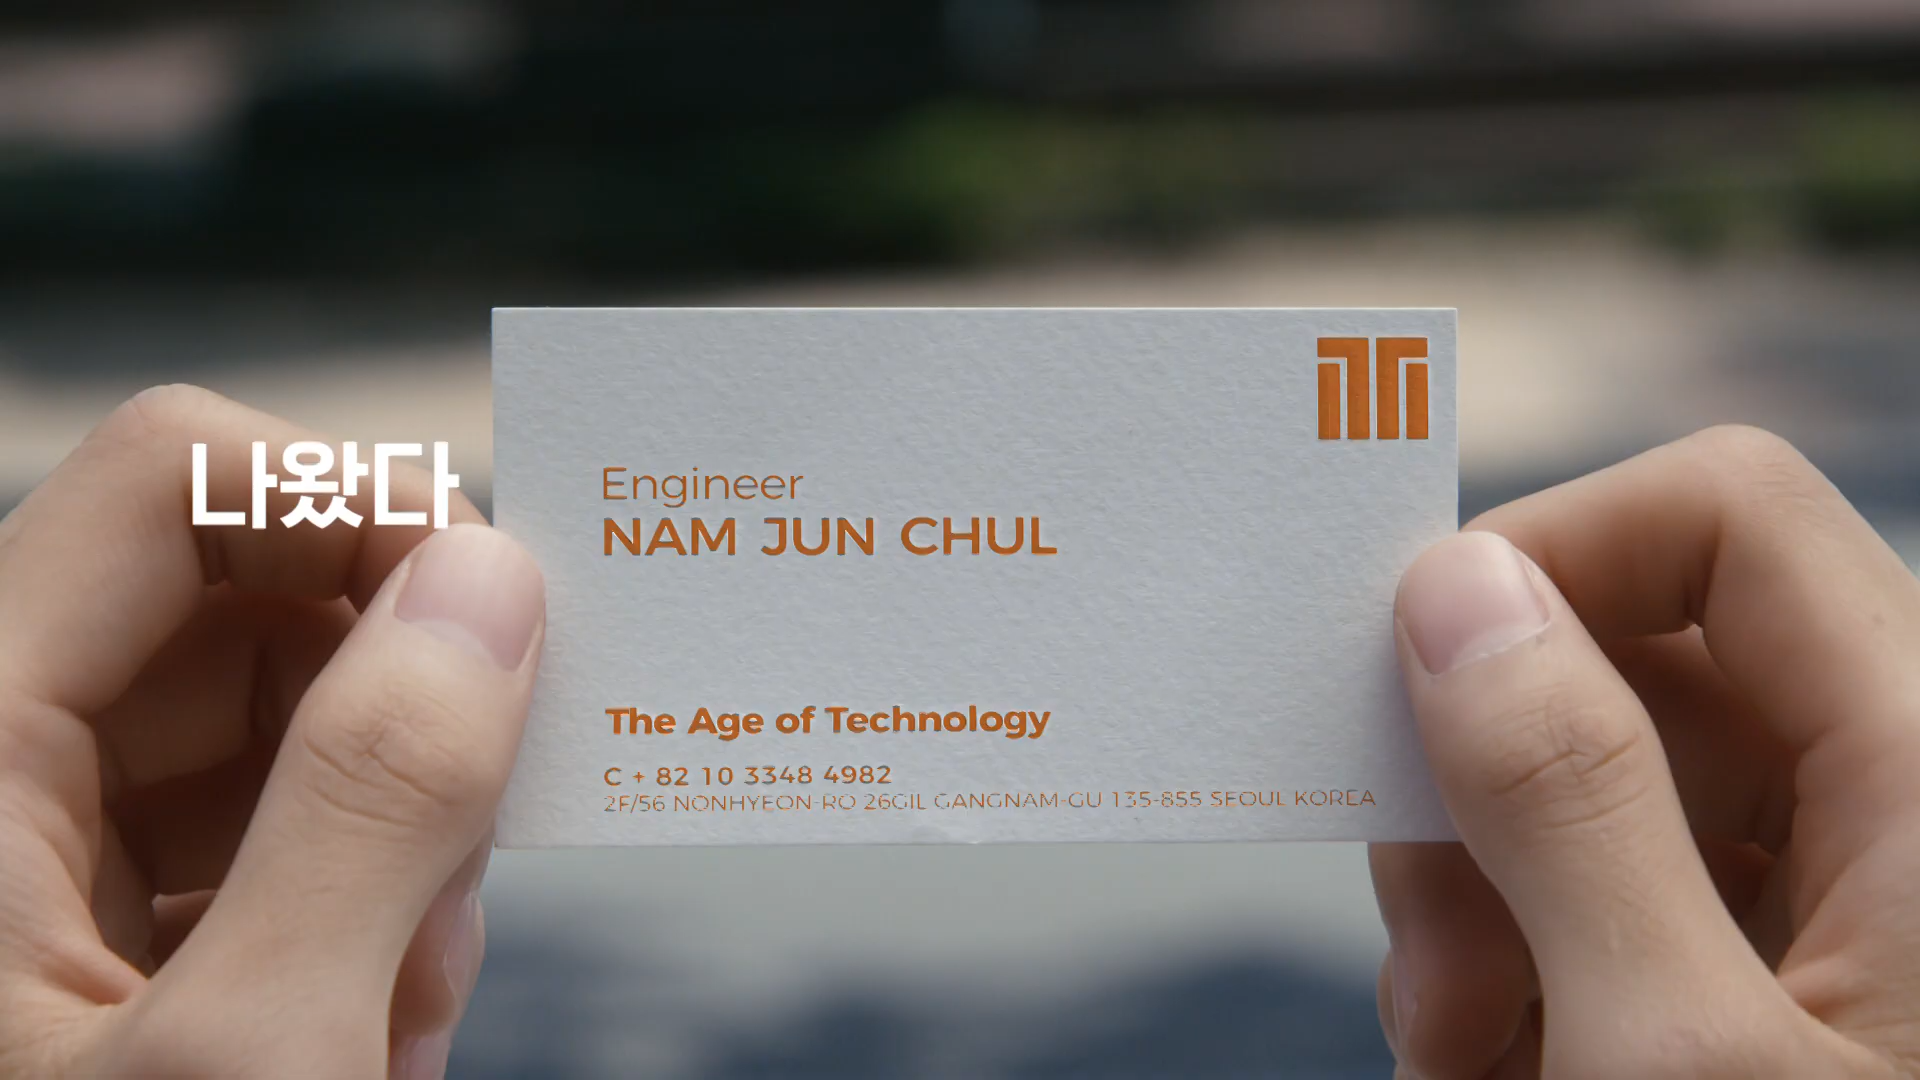 나왔다
Engineer
NAM JUN CHUL
The Age of Technology
C + 82 10 3348 4982
2F/56 NONHYEON-RO 26GIL GANGNAM-GU 135-855 SEOUL KOREA